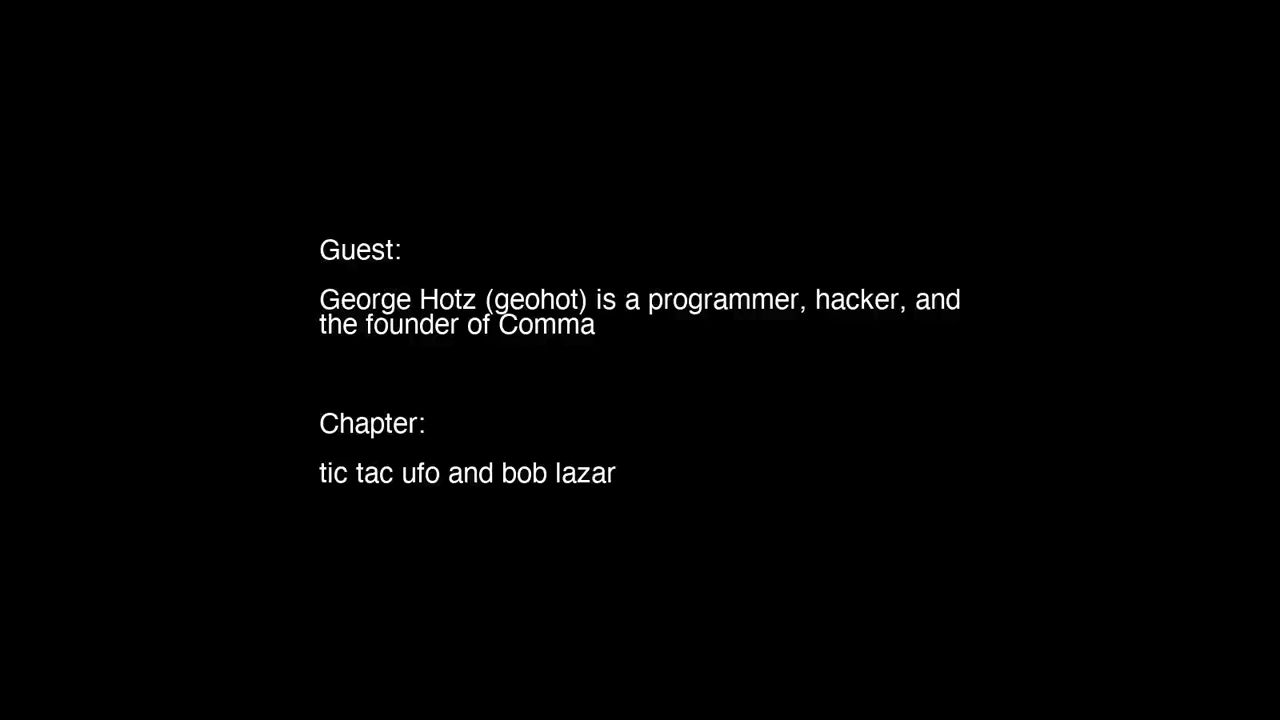 Guest:
George Hotz (geohot) is a programmer, hacker, and
the founder of Comma
Chapter:
tic tac ufo and bob lazar